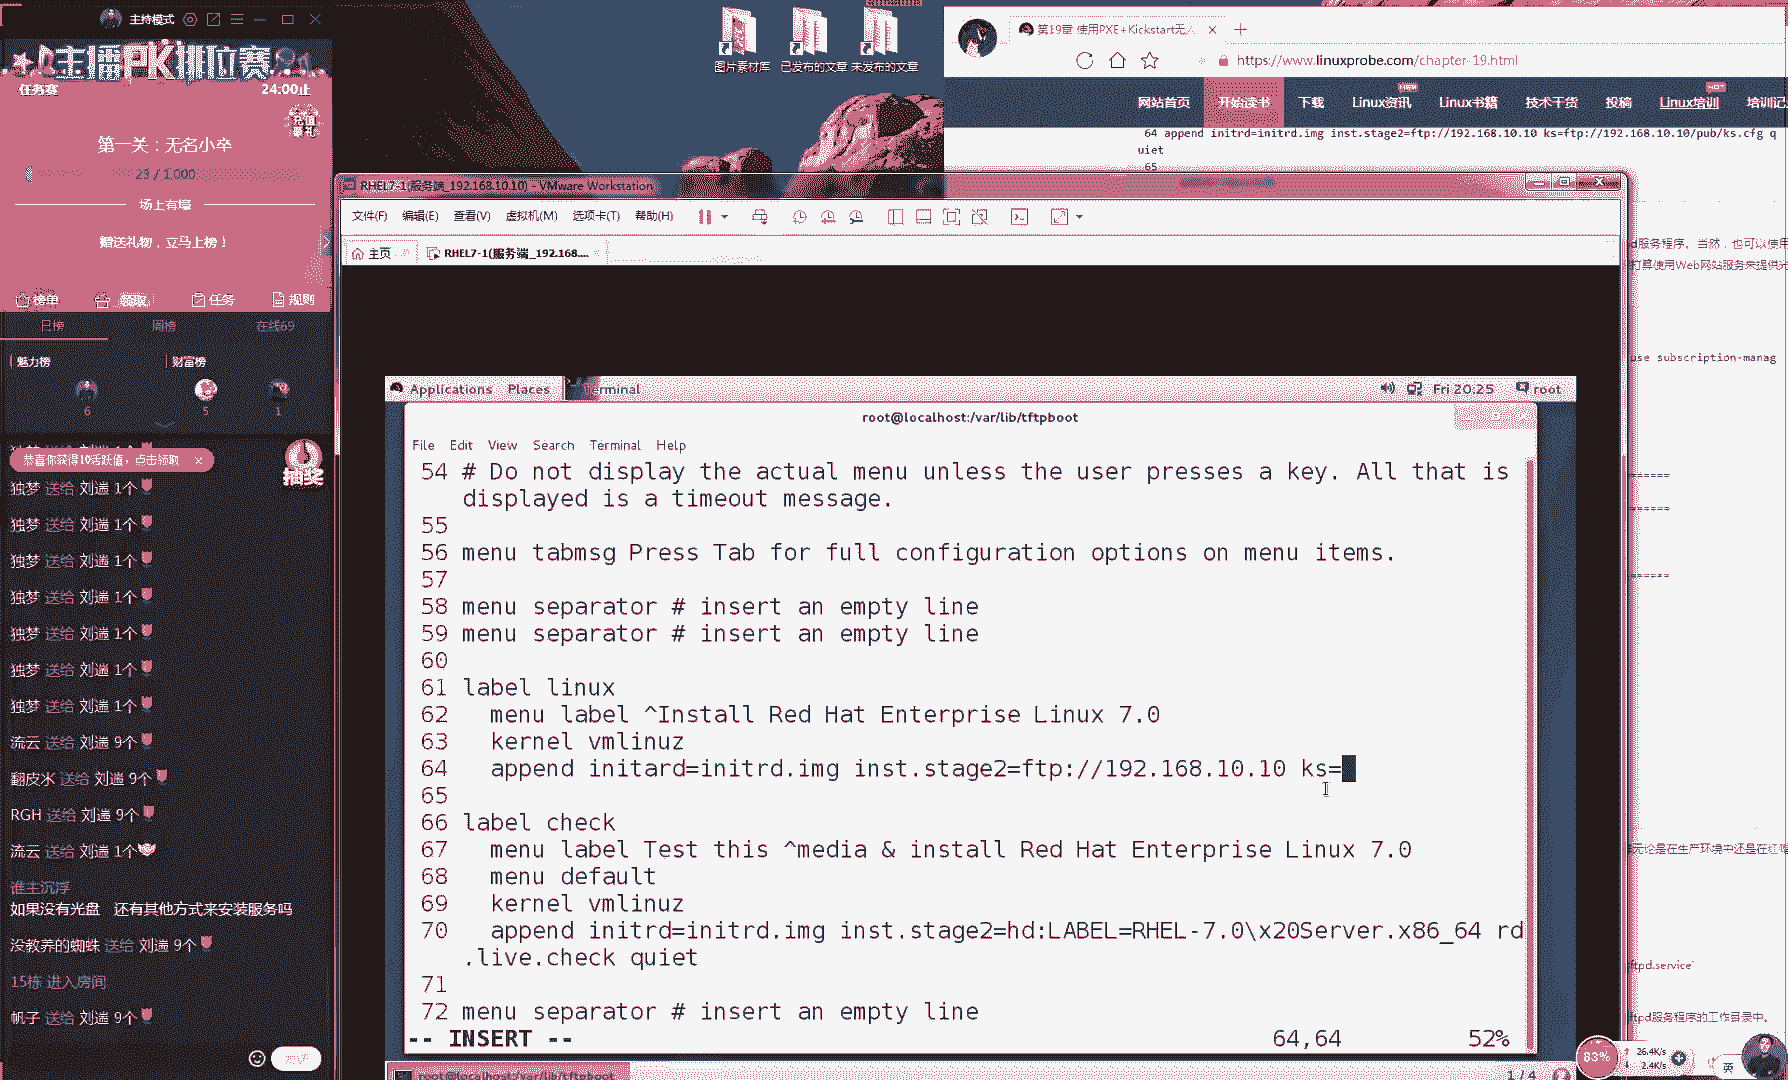 主持模式
主播PK排位赛
任务赛
24:00止
第一关：无名小卒
23 / 1,000
场上有墙
赠送礼物，立马上榜！
榜单
领取
任务
规则
日榜
周榜
在线69
魅力榜
财富榜
6
5
1
恭喜你获得10活跃值，点击领取
抽奖
独梦 送给 刘遄 1个
独梦 送给 刘遄 1个
独梦 送给 刘遄 1个
独梦 送给 刘遄 1个
独梦 送给 刘遄 1个
独梦 送给 刘遄 1个
独梦 送给 刘遄 1个
流云 送给 刘遄 9个
翻皮水 送给 刘遄 9个
RGH 送给 刘遄 9个
流云 送给 刘遄 1个
谁主沉浮
如果没有光盘 还有其他方式来安装服务吗
没教养的蜘蛛 送给 刘遄 9个
15栋 进入房间
帆子 送给 刘遄 9个
图片素材库
已发布的文章
未发布的文章
第19章 使用PXE+Kickstart无人
https://www.linuxprobe.com/chapter-19.html
网站首页
开始读书
下载
Linux资讯
Linux书籍
技术干货
投稿
Linux培训
培训记
64 append initrd=initrd.img inst.stage2=ftp://192.168.10.10 ks=ftp://192.168.10.10/pub/ks.cfg q
uiet
65
RHEL7-1(服务端_192.168.10.10) - VMware Workstation
文件(F)
编辑(E)
查看(V)
虚拟机(M)
选项卡(T)
帮助(H)
主页
RHEL7-1(服务端_192.168....
d服务程序。当然，也可以使用
打算使用Web网站服务来提供光
use subscription-manag
======
======
======
无论是在生产环境中还是在红帽
ftpd.service'
ftpd服务程序的工作目录中。
Applications
Places
Terminal
Fri 20:25
root
root@localhost:/var/lib/tftpboot
File
Edit
View
Search
Terminal
Help
54 # Do not display the actual menu unless the user presses a key. All that is
displayed is a timeout message.
55
56 menu tabmsg Press Tab for full configuration options on menu items.
57
58 menu separator # insert an empty line
59 menu separator # insert an empty line
60
61 label linux
62 menu label ^Install Red Hat Enterprise Linux 7.0
63 kernel vmlinuz
64 append initard=initrd.img inst.stage2=ftp://192.168.10.10 ks=
65
66 label check
67 menu label Test this ^media & install Red Hat Enterprise Linux 7.0
68 menu default
69 kernel vmlinuz
70 append initrd=initrd.img inst.stage2=hd:LABEL=RHEL-7.0\x20Server.x86_64 rd
.live.check quiet
71
72 menu separator # insert an empty line
-- INSERT --
64,64
52%
root@localhost:/var/lib/tftpboot
1 / 4
83%
26.4K/s
2.4K/s
英